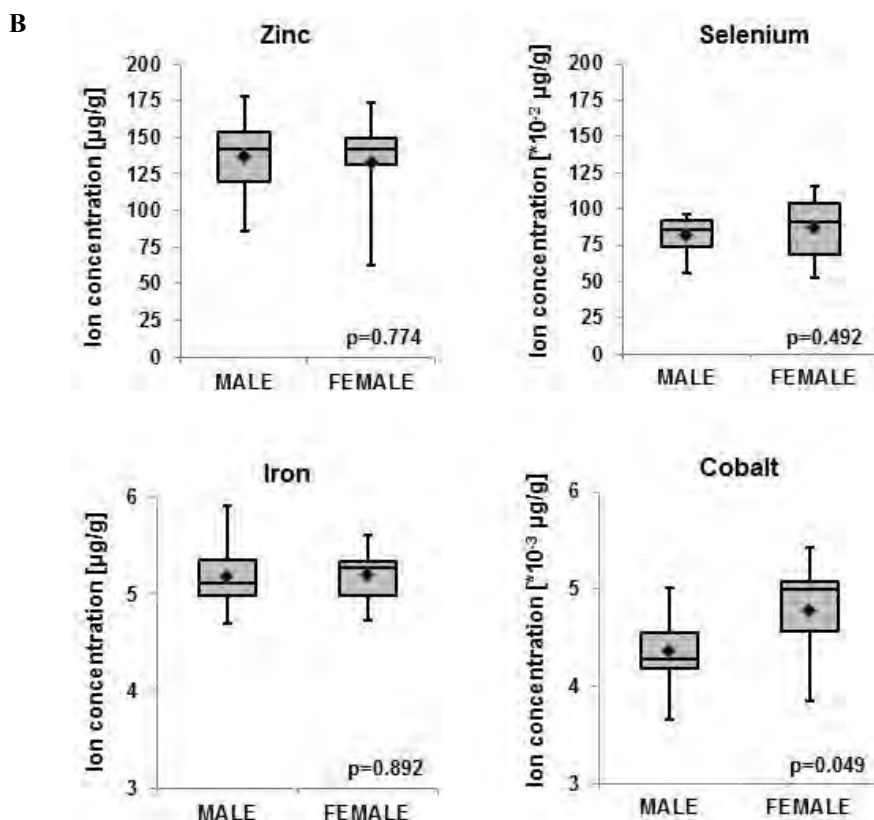 B
Zinc
Ion concentration [µg/g]
200
175
150
125
100
75
50
25
0
p=0.774
MALE FEMALE
Selenium
Ion concentration [*10⁻² µg/g]
200
175
150
125
100
75
50
25
0
p=0.492
MALE FEMALE
Iron
Ion concentration [µg/g]
6
5
4
3
p=0.892
MALE FEMALE
Cobalt
Ion concentration [*10⁻³ µg/g]
6
5
4
3
p=0.049
MALE FEMALE